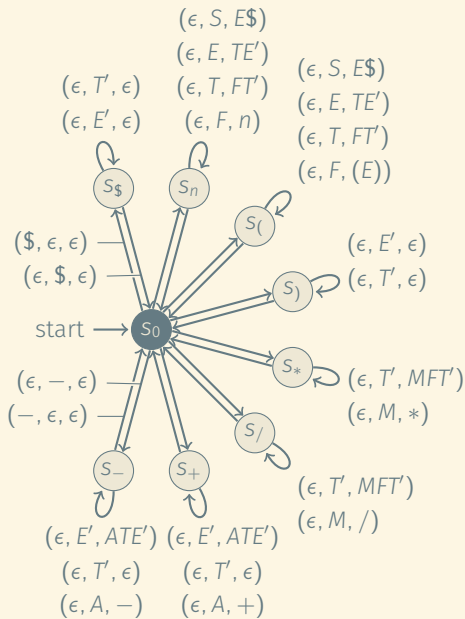 (ϵ, S, E$)
(ϵ, E, TE′)
(ϵ, T, FT′)
(ϵ, F, n)
(ϵ, S, E$)
(ϵ, E, TE′)
(ϵ, T, FT′)
(ϵ, F, (E))
(ϵ, T′, ϵ)
(ϵ, E′, ϵ)
S$
Sn
S(
($, ϵ, ϵ)
(ϵ, $, ϵ)
(ϵ, E′, ϵ)
(ϵ, T′, ϵ)
S)
start
S0
S*
(ϵ, T′, MFT′)
(ϵ, M, *)
(ϵ, −, ϵ)
(−, ϵ, ϵ)
S/
(ϵ, T′, MFT′)
(ϵ, M, /)
S−
S+
(ϵ, E′, ATE′)
(ϵ, T′, ϵ)
(ϵ, A, −)
(ϵ, E′, ATE′)
(ϵ, T′, ϵ)
(ϵ, A, +)